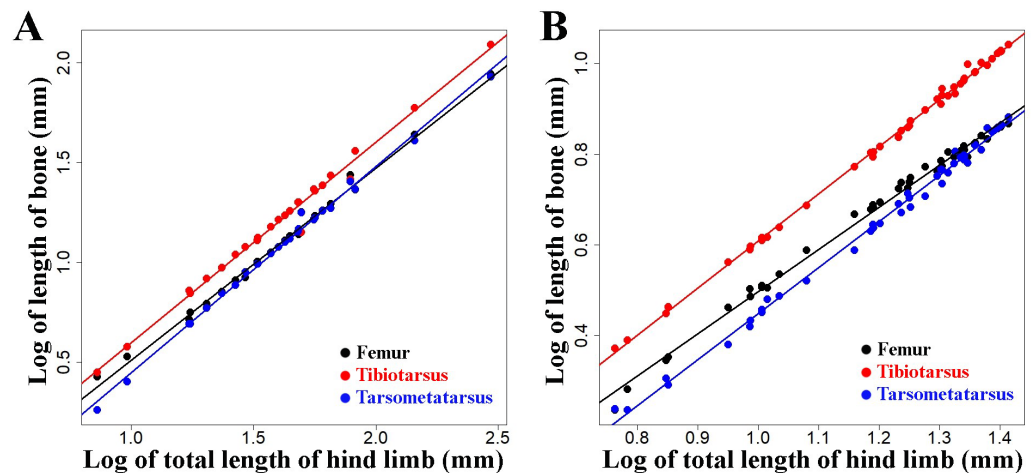 A
B
Log of length of bone (mm)
2.0
1.5
1.0
0.5
Femur
Tibiotarsus
Tarsometatarsus
1.0 1.5 2.0 2.5
Log of total length of hind limb (mm)
Log of length of bone (mm)
1.0
0.8
0.6
0.4
Femur
Tibiotarsus
Tarsometatarsus
0.8 0.9 1.0 1.1 1.2 1.3 1.4
Log of total length of hind limb (mm)